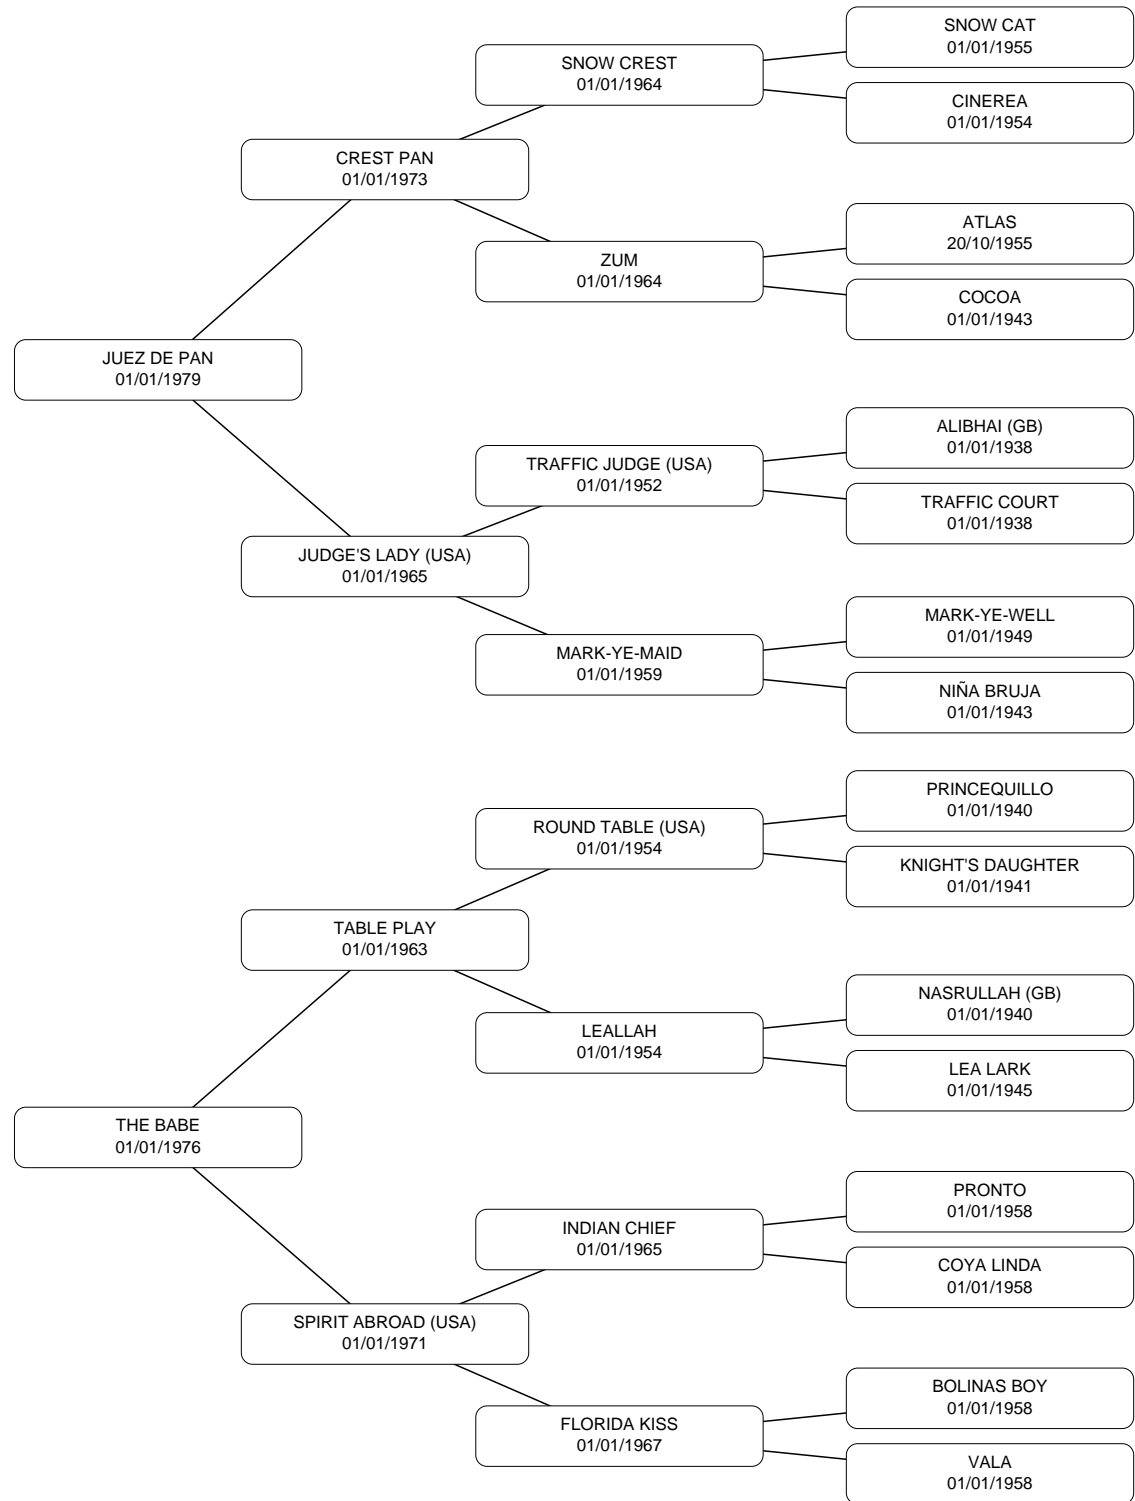 SNOW CAT
01/01/1955
SNOW CREST
01/01/1964
CINEREA
01/01/1954
CREST PAN
01/01/1973
ATLAS
20/10/1955
ZUM
01/01/1964
COCOA
01/01/1943
JUEZ DE PAN
01/01/1979
ALIBHAI (GB)
01/01/1938
TRAFFIC JUDGE (USA)
01/01/1952
TRAFFIC COURT
01/01/1938
JUDGE'S LADY (USA)
01/01/1965
MARK-YE-WELL
01/01/1949
MARK-YE-MAID
01/01/1959
NIÑA BRUJA
01/01/1943
PRINCEQUILLO
01/01/1940
ROUND TABLE (USA)
01/01/1954
KNIGHT'S DAUGHTER
01/01/1941
TABLE PLAY
01/01/1963
NASRULLAH (GB)
01/01/1940
LEALLAH
01/01/1954
LEA LARK
01/01/1945
THE BABE
01/01/1976
PRONTO
01/01/1958
INDIAN CHIEF
01/01/1965
COYA LINDA
01/01/1958
SPIRIT ABROAD (USA)
01/01/1971
BOLINAS BOY
01/01/1958
FLORIDA KISS
01/01/1967
VALA
01/01/1958